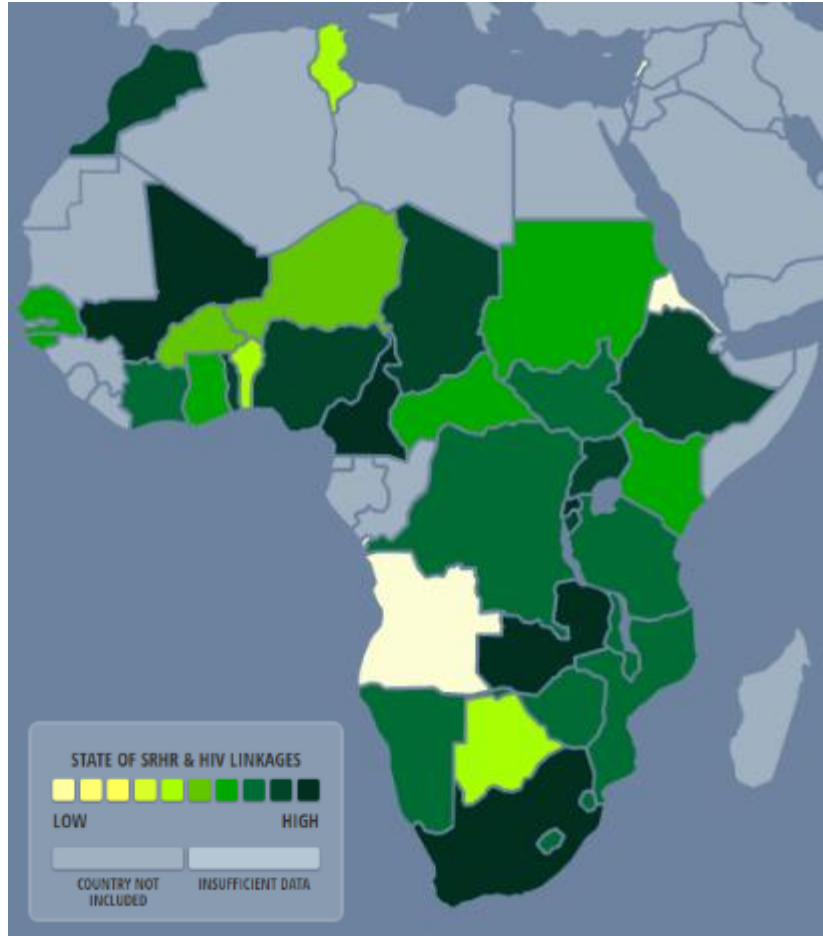 STATE OF SRHR & HIV LINKAGES
LOW HIGH
COUNTRY NOT INCLUDED
INSUFFICIENT DATA